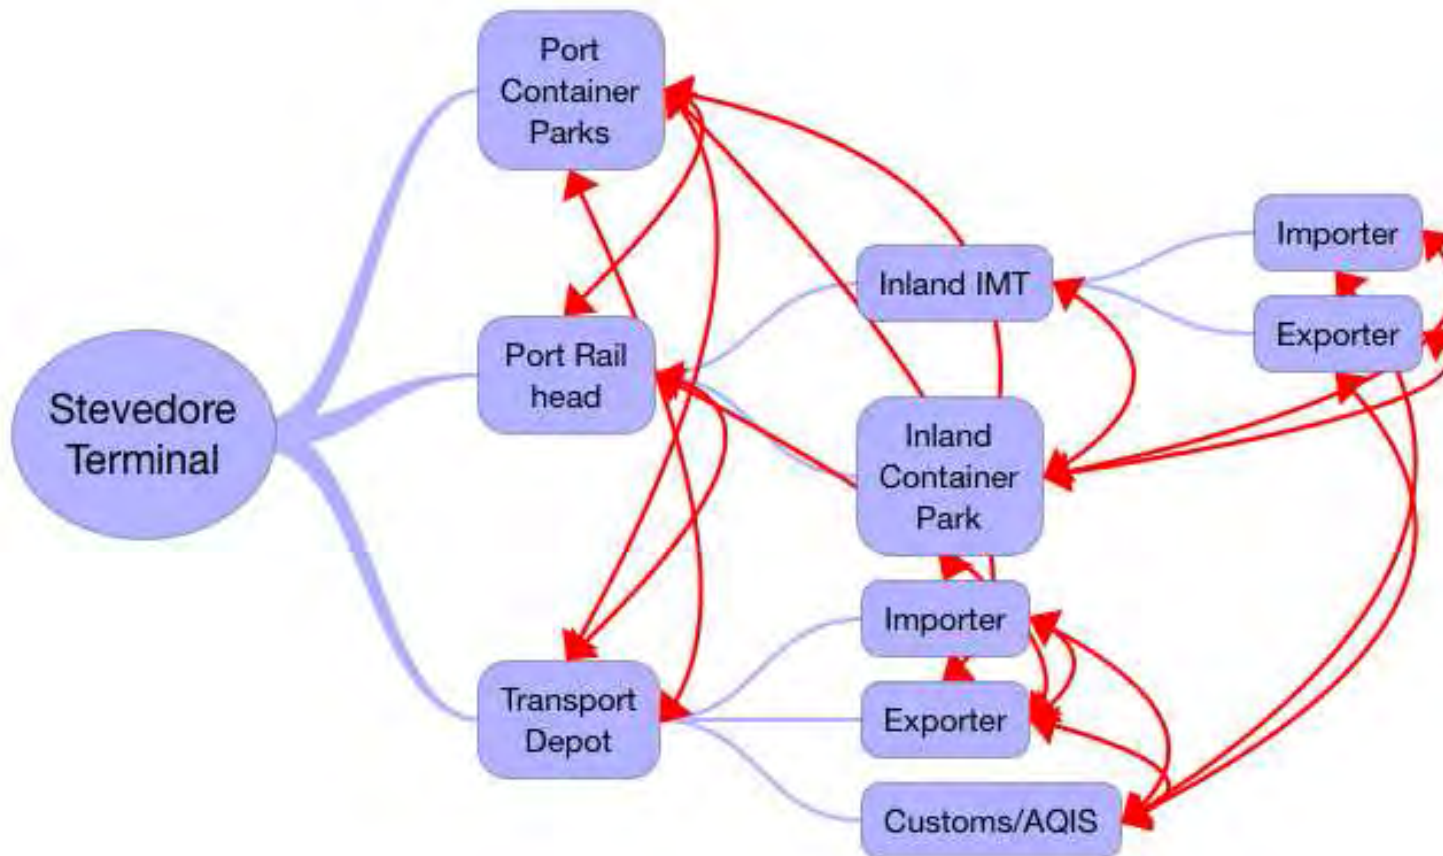 Port
Container
Parks
Importer
Inland IMT
Exporter
Port Rail
head
Stevedore
Terminal
Inland
Container
Park
Importer
Transport
Depot
Exporter
Customs/AQIS